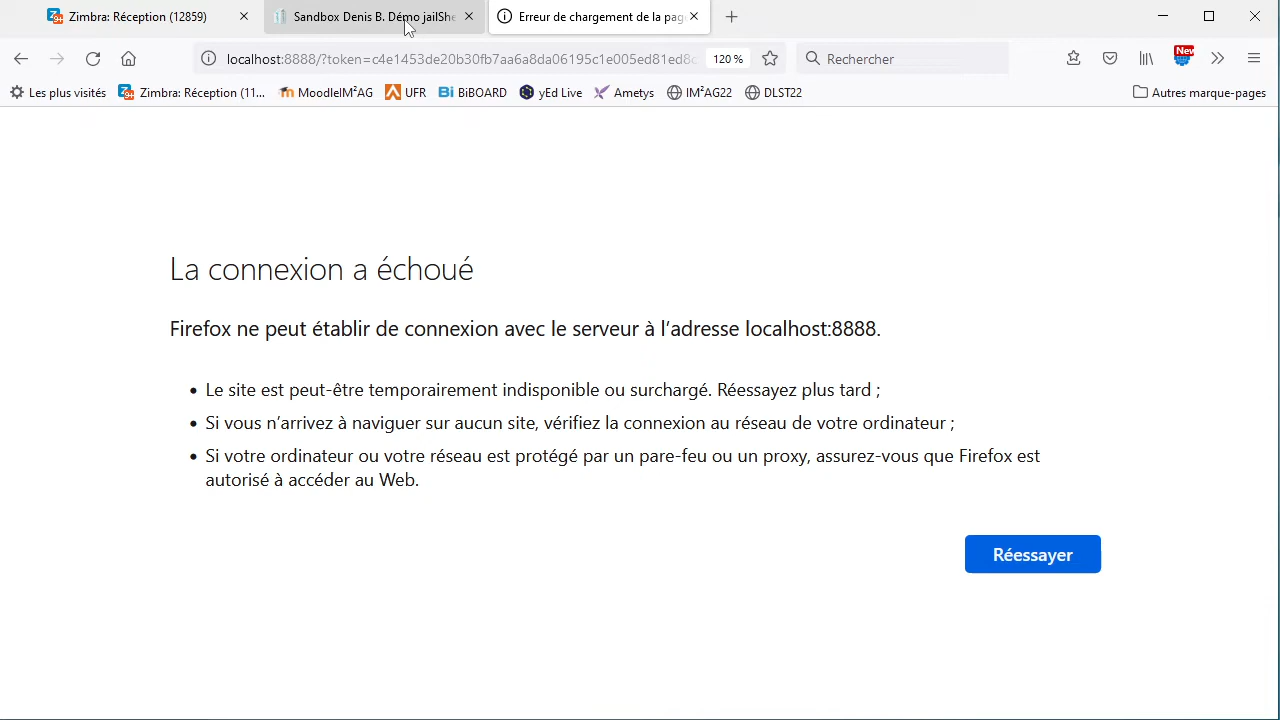 Zimbra: Réception (12859)
Sandbox Denis B. Démo jailShe
Erreur de chargement de la pag
localhost:8888/?token=c4e1453de20b207c7aa6a8da06195c1e005ed81ed8c
120 %
Rechercher
New
Les plus visités
Zimbra: Réception (11...
MoodleIM²AG
UFR
BiBOARD
yEd Live
Ametys
IM²AG22
DLST22
Autres marque-pages
La connexion a échoué
Firefox ne peut établir de connexion avec le serveur à l’adresse localhost:8888.
Le site est peut-être temporairement indisponible ou surchargé. Réessayez plus tard ;
Si vous n’arrivez à naviguer sur aucun site, vérifiez la connexion au réseau de votre ordinateur ;
Si votre ordinateur ou votre réseau est protégé par un pare-feu ou un proxy, assurez-vous que Firefox est
autorisé à accéder au Web.
Réessayer